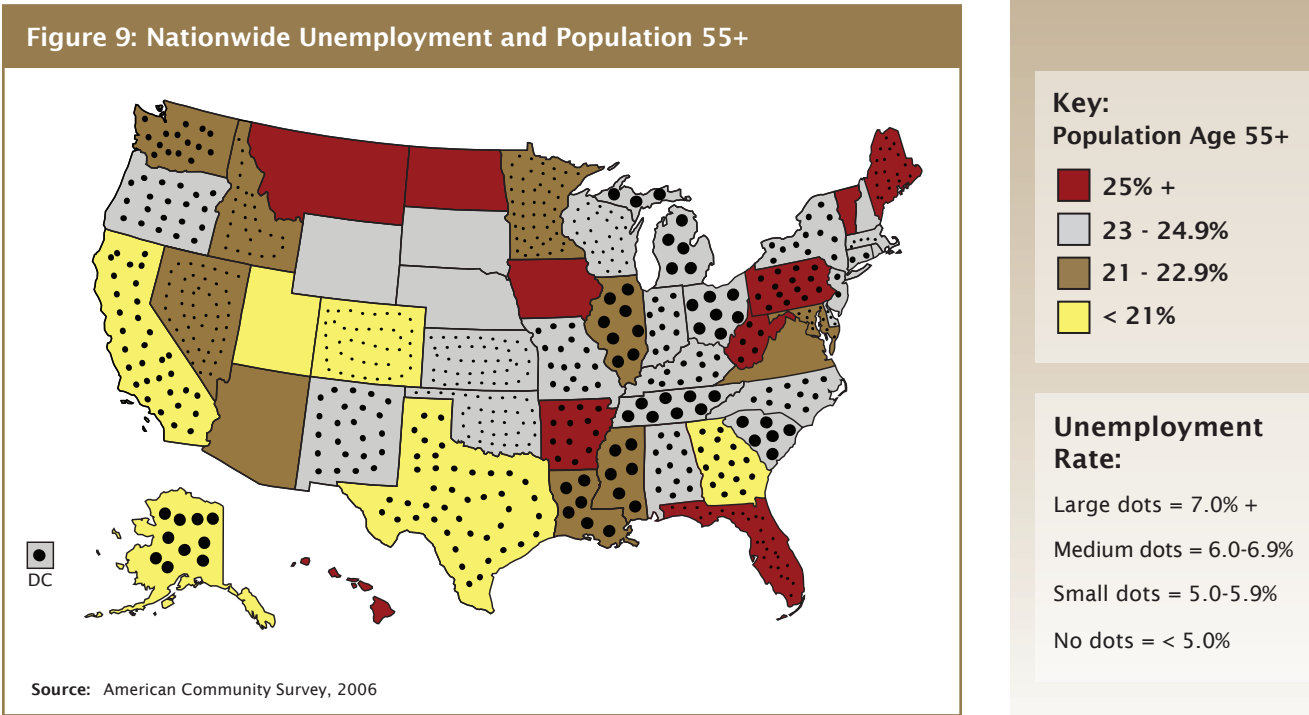 Figure 9: Nationwide Unemployment and Population 55+
DC
Source: American Community Survey, 2006
Key:
Population Age 55+
25% +
23 - 24.9%
21 - 22.9%
< 21%
Unemployment
Rate:
Large dots = 7.0% +
Medium dots = 6.0-6.9%
Small dots = 5.0-5.9%
No dots = < 5.0%